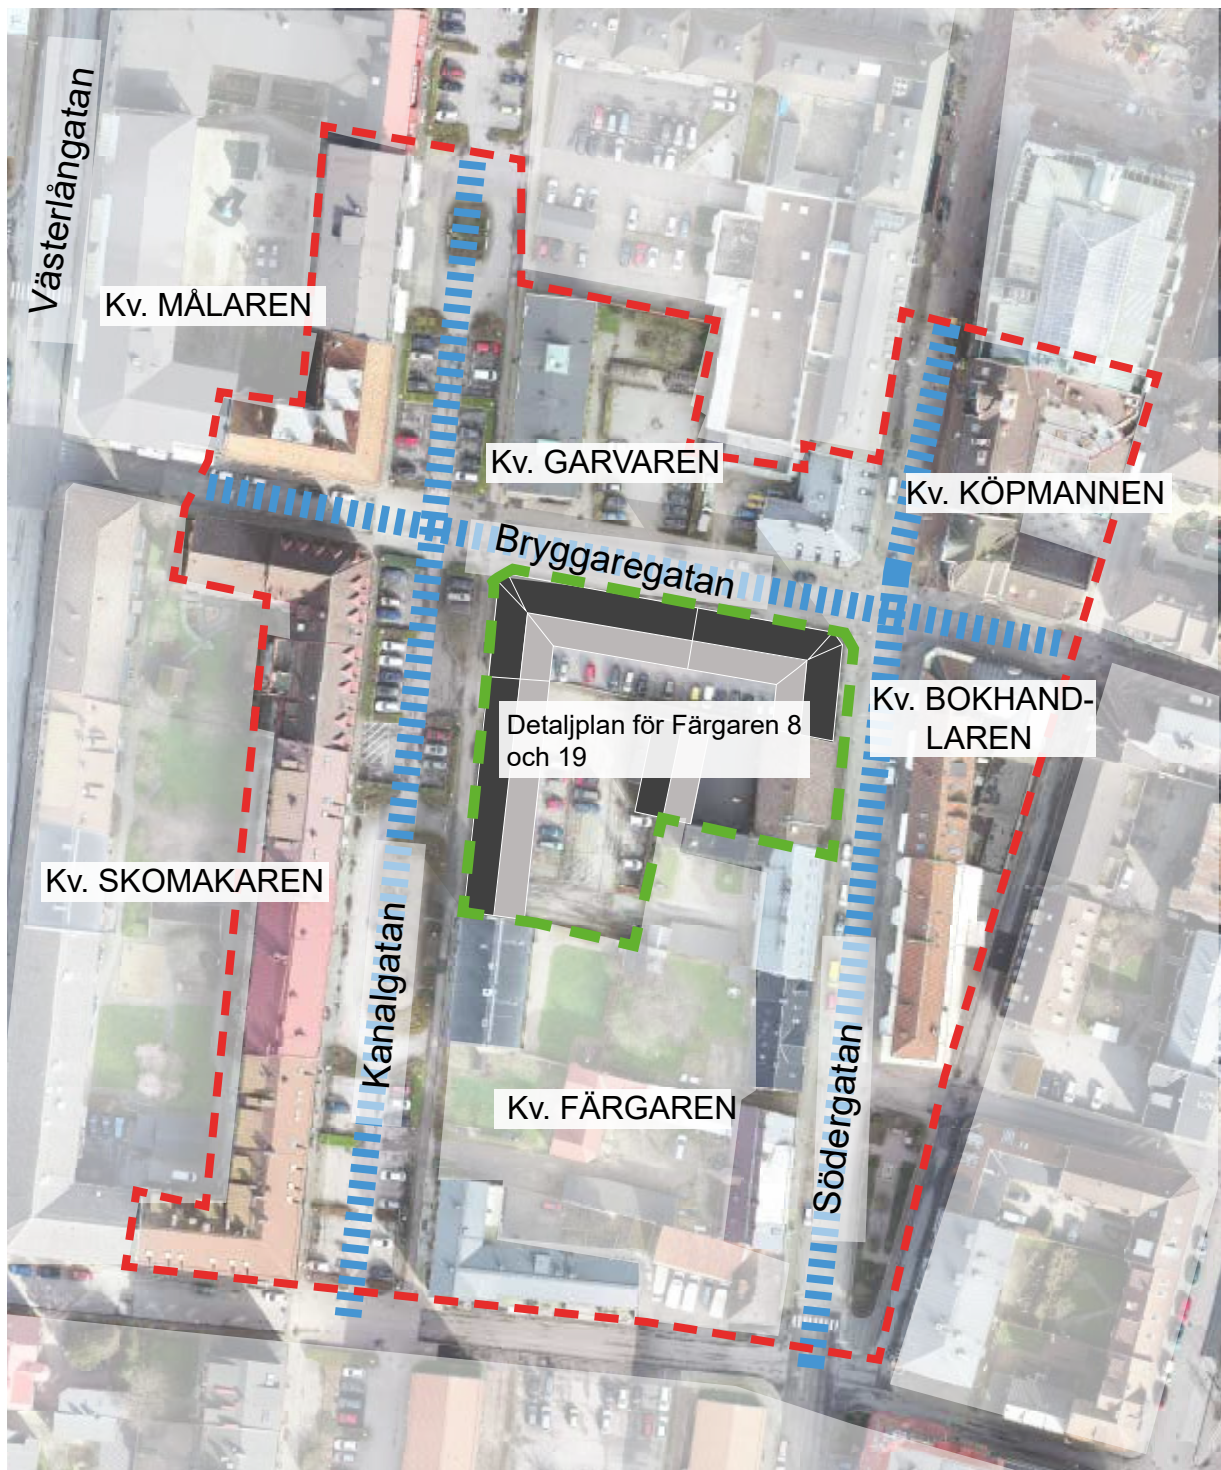 Västerlångatan
Kv. MÅLAREN
Kv. GARVAREN
Kv. KÖPMANNEN
Bryggaregatan
Kv. BOKHAND-
LAREN
Detaljplan för Färgaren 8
och 19
Kv. SKOMAKAREN
Kanalgatan
Södergatan
Kv. FÄRGAREN